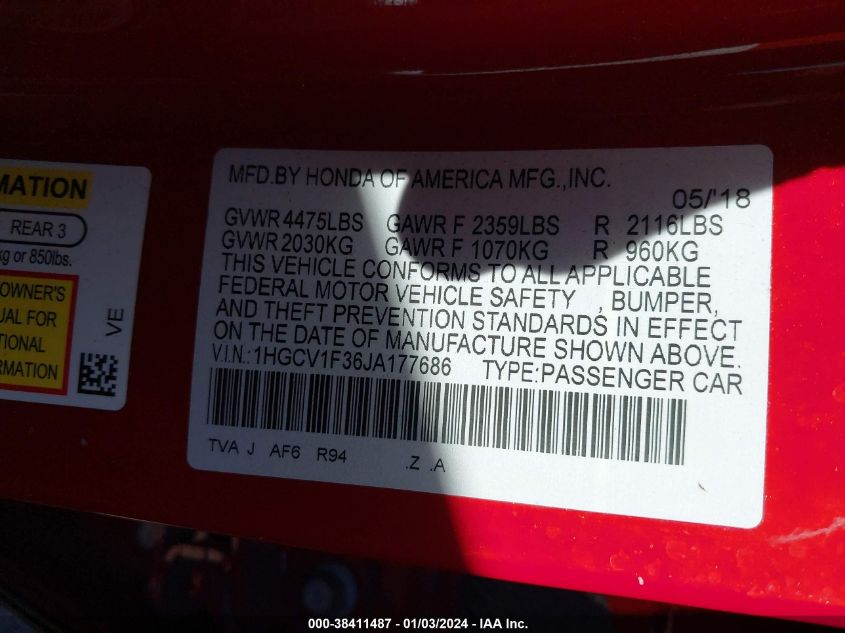 MATION
REAR 3
kg or 850lbs.
OWNER'S
UAL FOR
TIONAL
FORMATION
VE
MFD.BY HONDA OF AMERICA MFG.,INC.
05/'18
GVWR 4475LBS GAWR F 2359LBS R 2116LBS
GVWR 2030KG GAWR F 1070KG R 960KG
THIS VEHICLE CONFORMS TO ALL APPLICABLE
FEDERAL MOTOR VEHICLE SAFETY , BUMPER,
AND THEFT PREVENTION STANDARDS IN EFFECT
ON THE DATE OF MANUFACTURE SHOWN ABOVE.
V.I.N.:1HGCV1F36JA177686 TYPE:PASSENGER CAR
TVA J AF6 R94 .Z .A
000-38411487 - 01/03/2024 - IAA Inc.